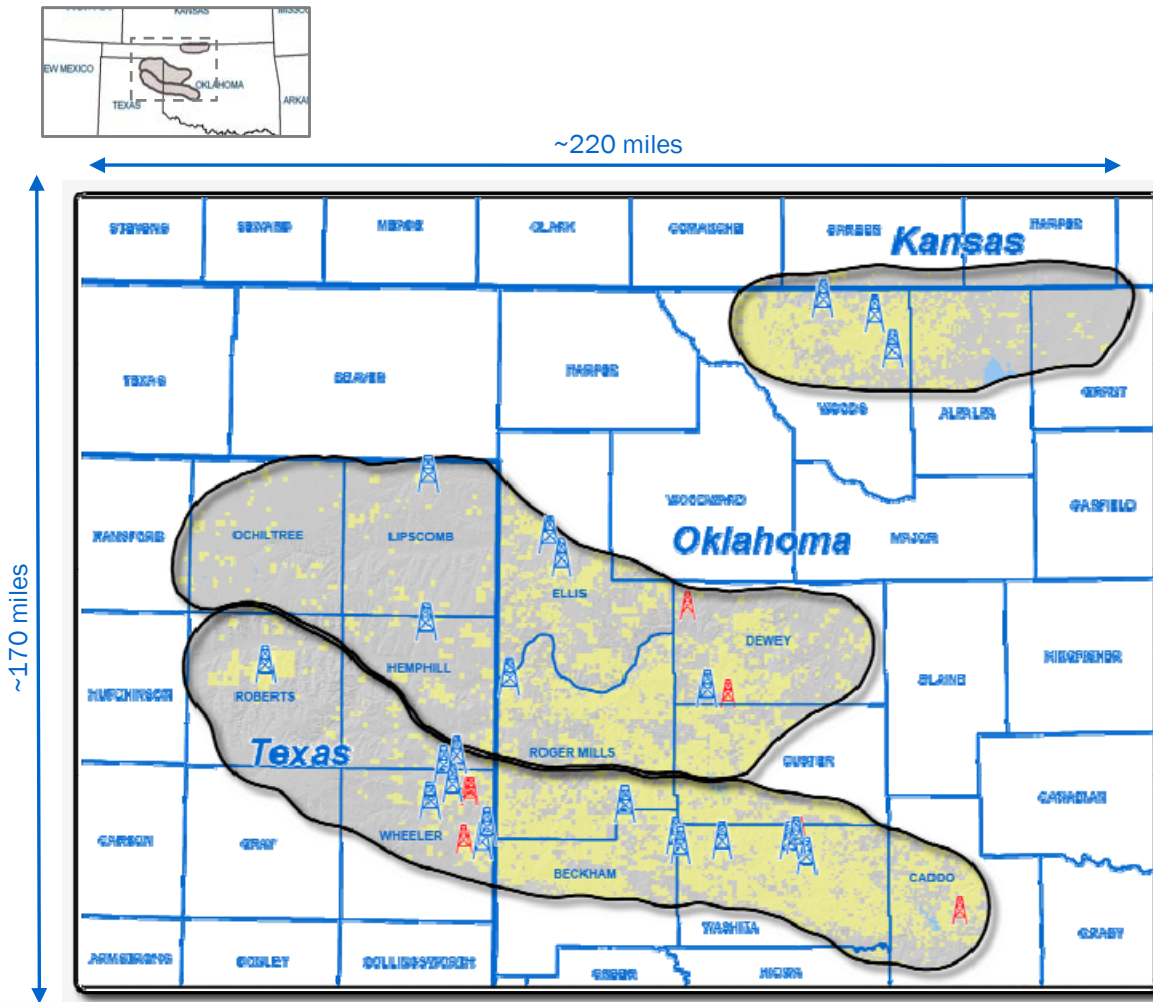 KANSAS
EW MEXICO
OKLAHOMA
TEXAS
ARKA
~220 miles
~170 miles
STEVENS
SEWARD
MEADE
CLARK
COMANCHE
BARBER
HARPER
Kansas
TEXAS
BEAVER
HARPER
WOODS
ALFALFA
GRANT
WOODWARD
GARFIELD
HANSFORD
OCHILTREE
LIPSCOMB
Oklahoma
MAJOR
ELLIS
DEWEY
HEMPHILL
KINGFISHER
HUTCHINSON
ROBERTS
BLAINE
Texas
ROGER MILLS
CUSTER
CANADIAN
CARSON
GRAY
WHEELER
BECKHAM
CADDO
WASHITA
GRADY
ARMSTRONG
DONLEY
COLLINGSWORTH
GREER
KIOWA